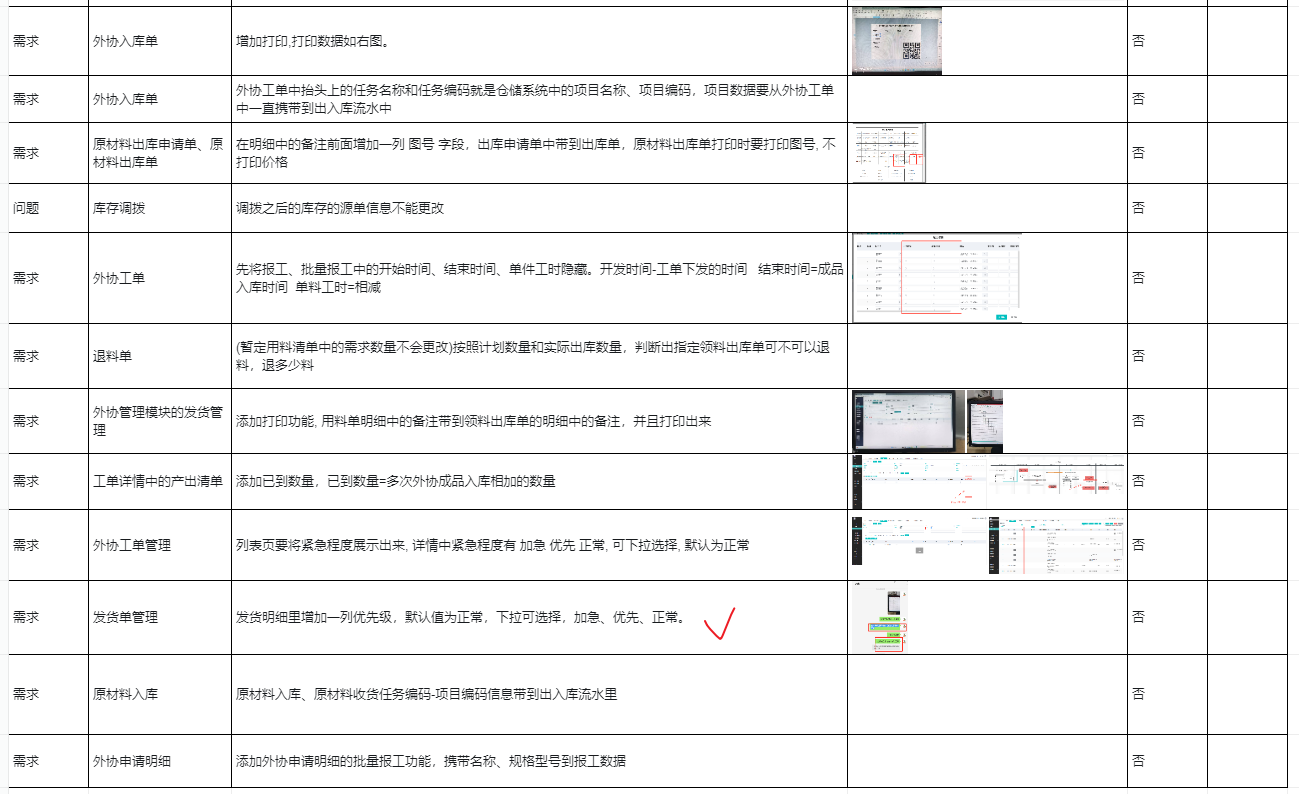 需求
外协入库单
增加打印,打印数据如右图。
否
需求
外协入库单
外协工单中抬头上的任务名称和任务编码就是仓储系统中的项目名称、项目编码，项目数据要从外协工单
中一直携带到出入库流水中
否
需求
原材料出库申请单、原
材料出库单
在明细中的备注前面增加一列 图号 字段，出库申请单中带到出库单，原材料出库单打印时要打印图号, 不
打印价格
否
问题
库存调拨
调拨之后的库存的源单信息不能更改
否
需求
外协工单
先将报工、批量报工中的开始时间、结束时间、单件工时隐藏。开发时间-工单下发的时间 结束时间=成品
入库时间 单料工时=相减
否
需求
退料单
(暂定用料清单中的需求数量不会更改)按照计划数量和实际出库数量，判断出指定领料出库单可不可以退
料，退多少料
否
需求
外协管理模块的发货管
理
添加打印功能, 用料单明细中的备注带到领料出库单的明细中的备注，并且打印出来
否
需求
工单详情中的产出清单
添加已到数量，已到数量=多次外协成品入库相加的数量
否
需求
外协工单管理
列表页要将紧急程度展示出来, 详情中紧急程度有 加急 优先 正常, 可下拉选择, 默认为正常
否
需求
发货单管理
发货明细里增加一列优先级，默认值为正常，下拉可选择，加急、优先、正常。
否
需求
原材料入库
原材料入库、原材料收货任务编码-项目编码信息带到出入库流水里
否
需求
外协申请明细
添加外协申请明细的批量报工功能，携带名称、规格型号到报工数据
否